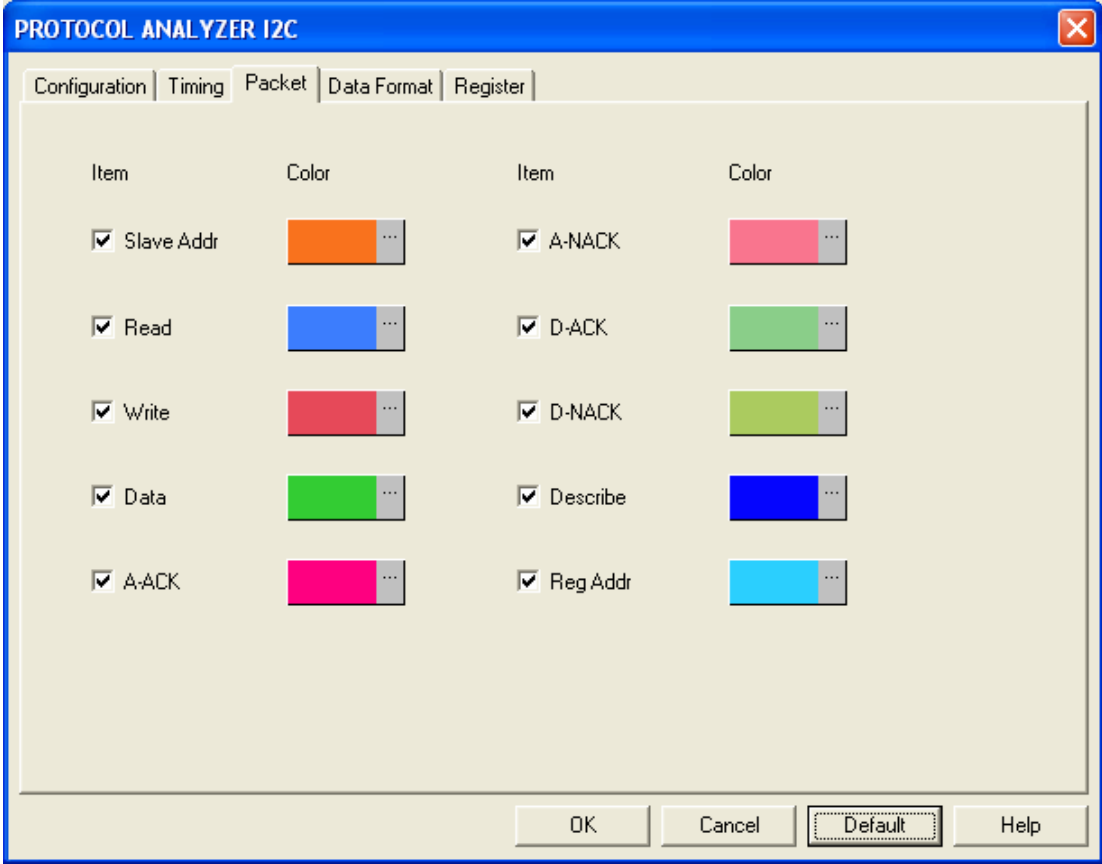 PROTOCOL ANALYZER I2C
Configuration Timing Packet Data Format Register
Item Color Item Color
Slave Addr ... A-NACK ...
Read ... D-ACK ...
Write ... D-NACK ...
Data ... Describe ...
A-ACK ... Reg Addr ...
OK Cancel Default Help